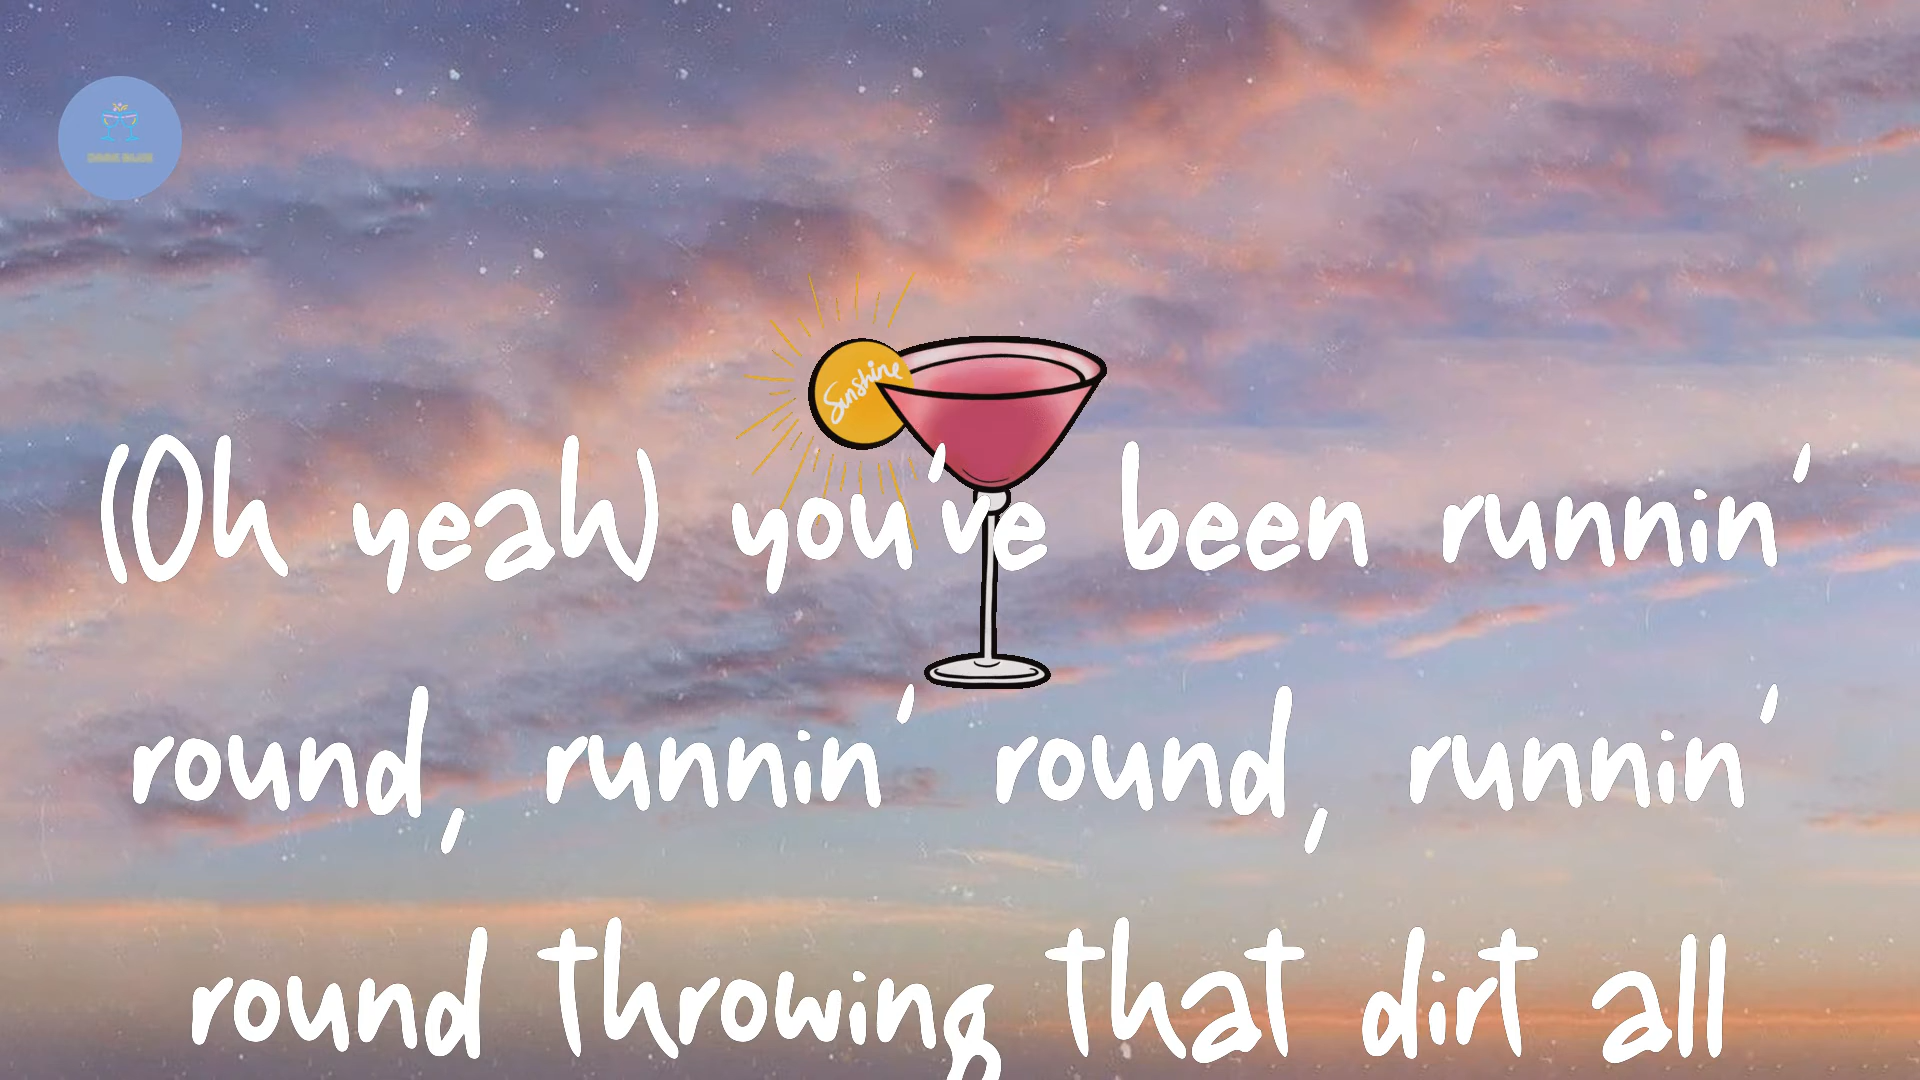 Sunshine
(Oh yeah) you've been runnin'
round, runnin' round, runnin'
round throwing that dirt all